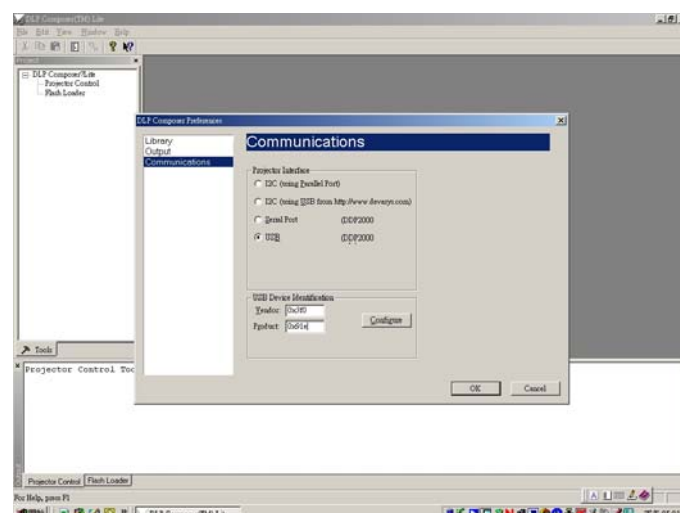 DLP Composer(TM) Lite
File Edit View Window Help
Project
DLP Composer?Lite
Projector Control
Flash Loader
DLP Composer Preferences
Library
Output
Communications
Communications
Projector Interface
I2C (using Parallel Port)
I2C (using USB from http://www.devasys.com)
Serial Port (DDP2000
USB (DDP2000
USB Device Identification
Vendor:
Product:
Configure
OK
Cancel
Tools
Projector Control
Projector Control
Flash Loader
For Help, press F1